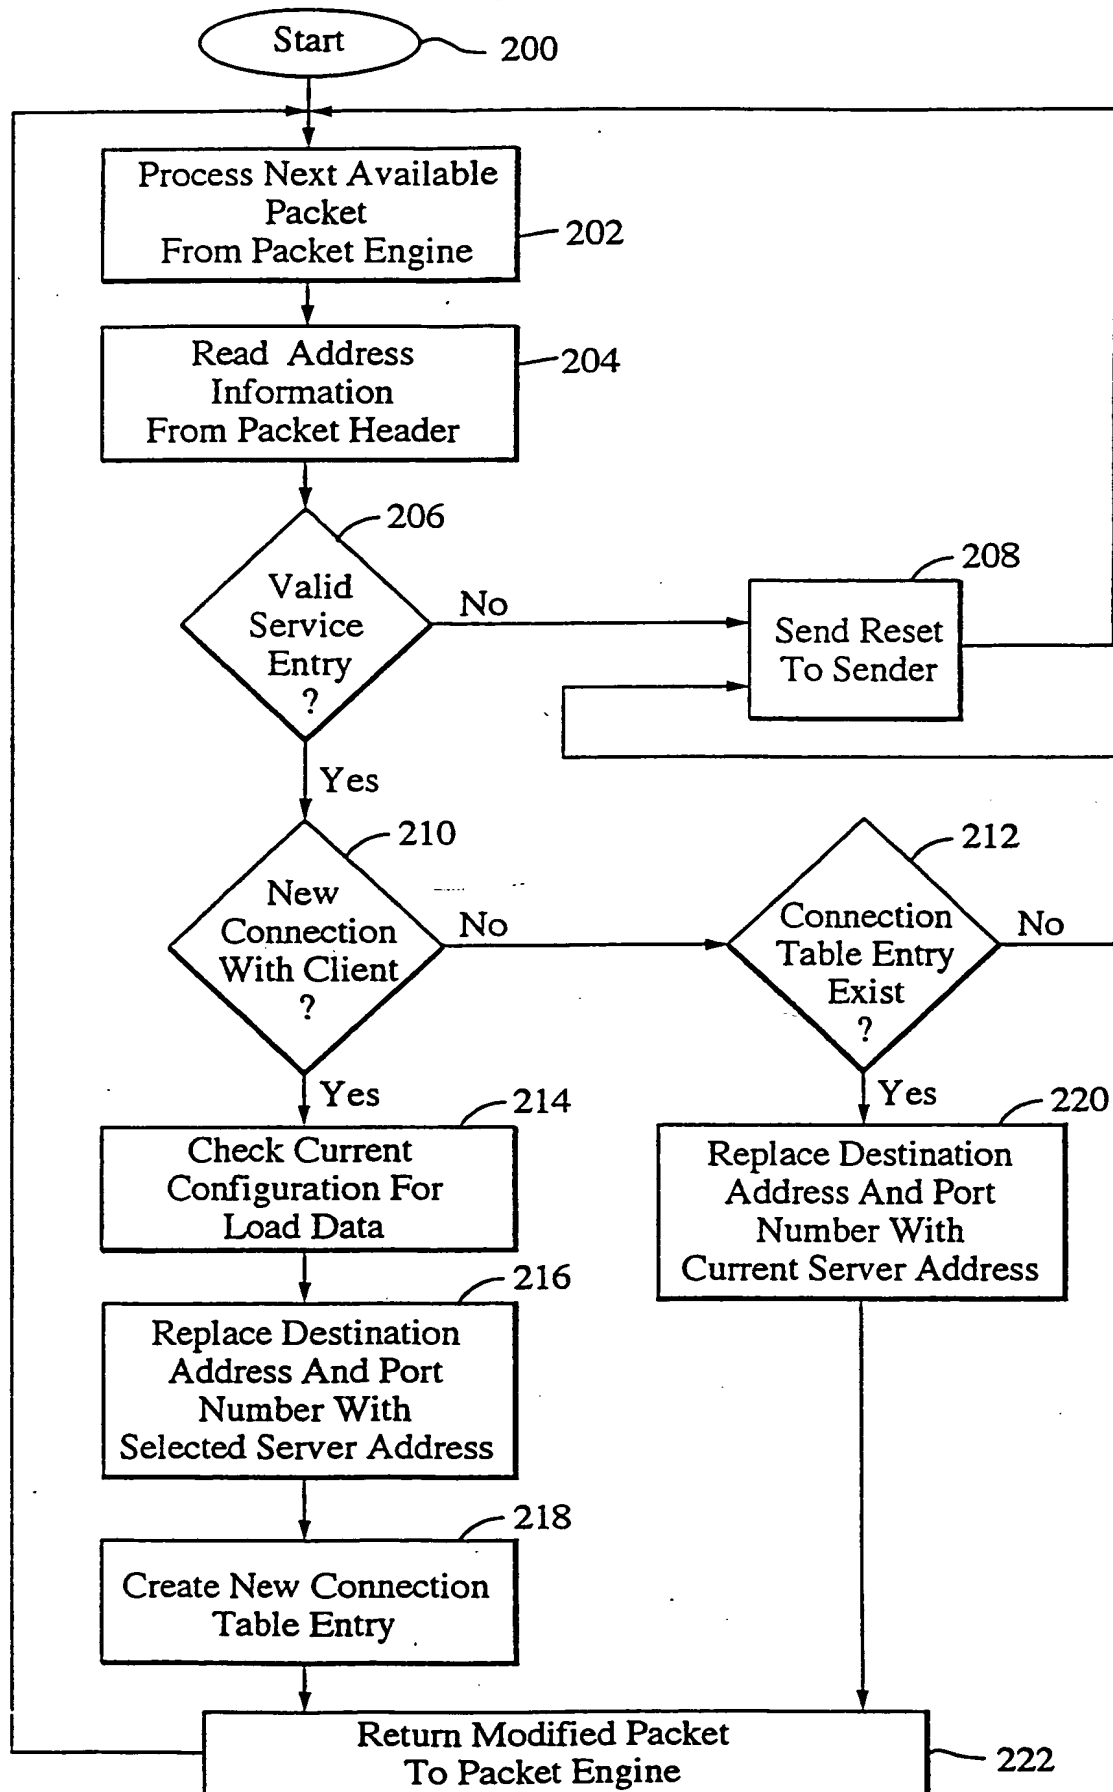 Start
200
Process Next Available
Packet
From Packet Engine
202
Read Address
Information
From Packet Header
204
206
Valid
Service
Entry
?
No
208
Send Reset
To Sender
Yes
210
New
Connection
With Client
?
No
212
Connection
Table Entry
Exist
?
No
Yes
214
Check Current
Configuration For
Load Data
Yes
220
Replace Destination
Address And Port
Number With
Current Server Address
216
Replace Destination
Address And Port
Number With
Selected Server Address
218
Create New Connection
Table Entry
Return Modified Packet
To Packet Engine
222